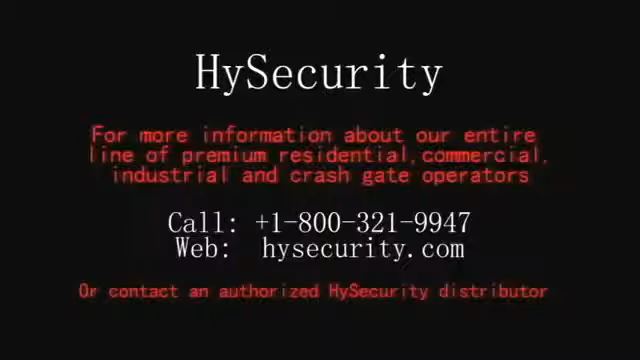 HySecurity
For more information about our entire
line of premium residential,commercial,
industrial and crash gate operators
Call: +1-800-321-9947
Web: hysecurity.com
Or contact an authorized HySecurity distributor